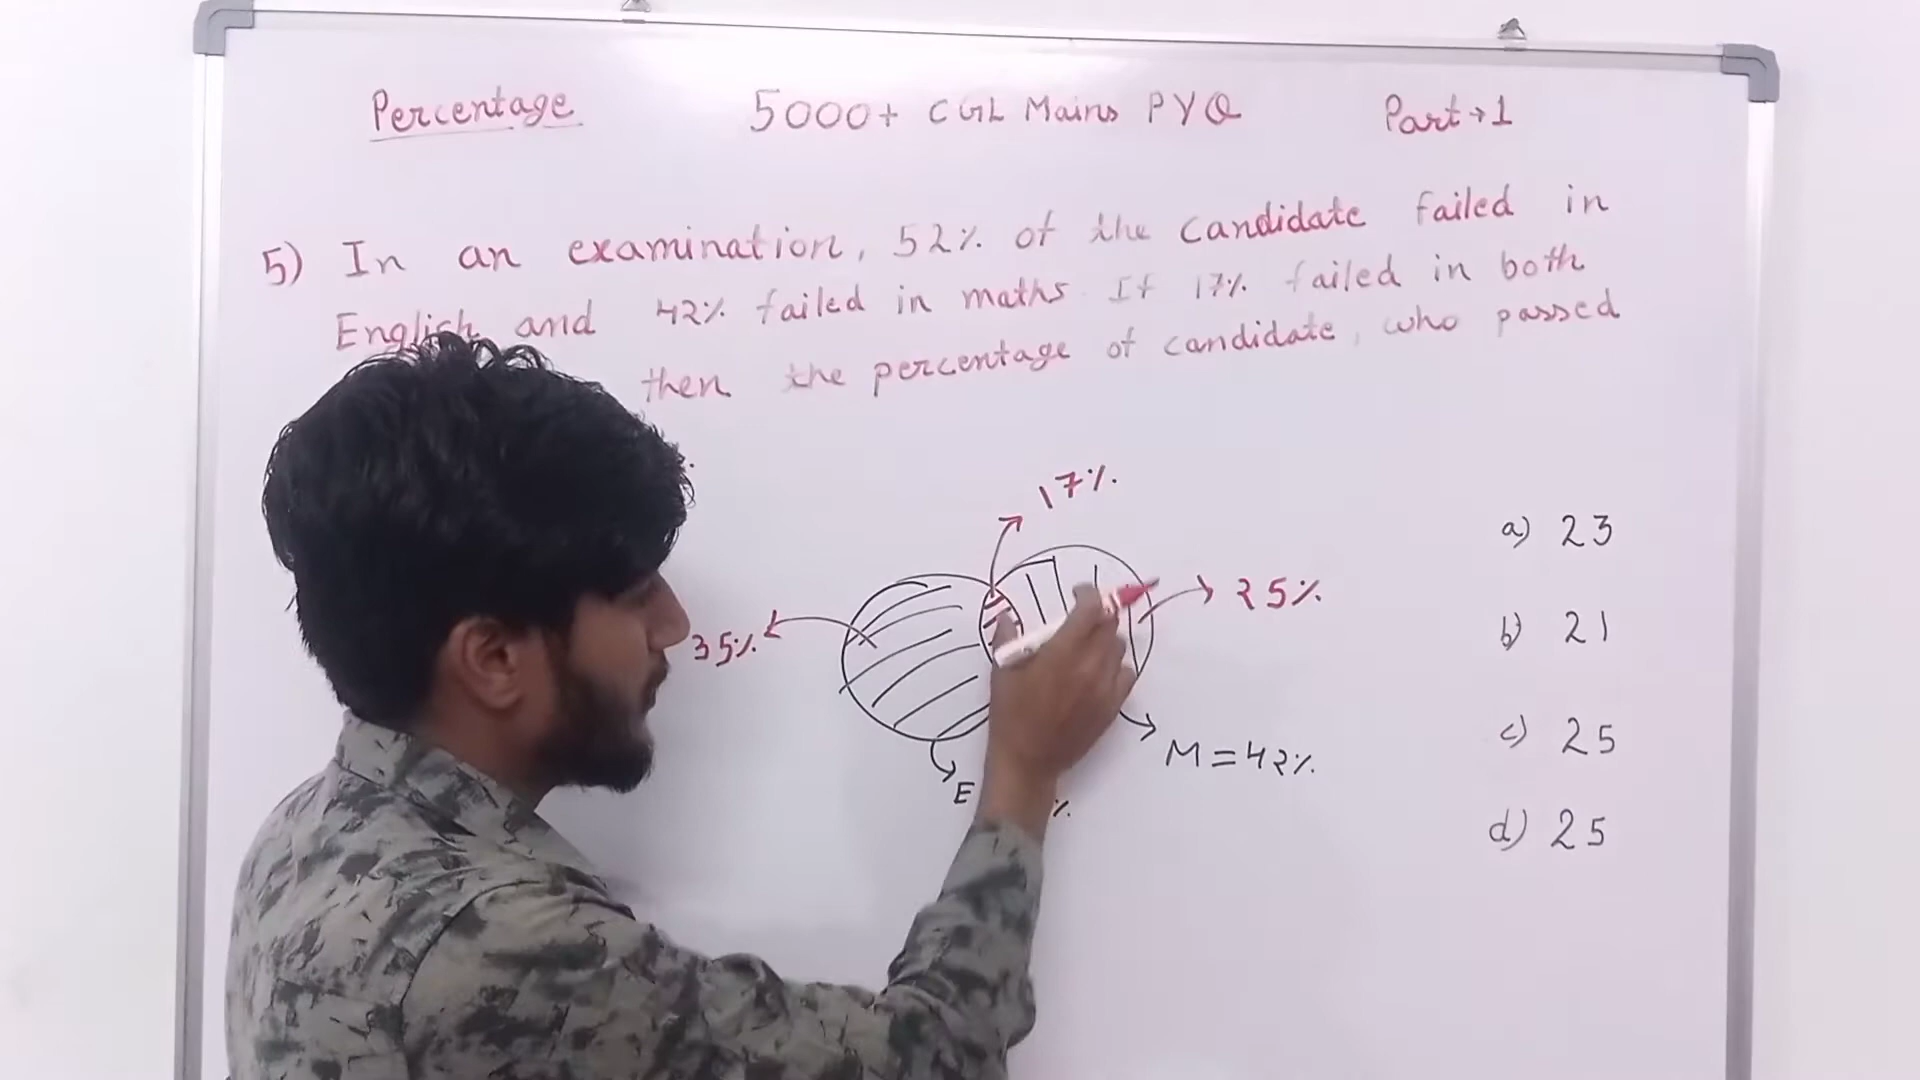 Percentage 5000+ CGL Mains PYQ Part→1
5) In an examination, 52% of the candidate failed in
English and 42% failed in maths. If 17% failed in both
then the percentage of candidate, who passed
17%
a) 23
25%
35%
b) 21
M=42%
c) 25
E %
d) 25